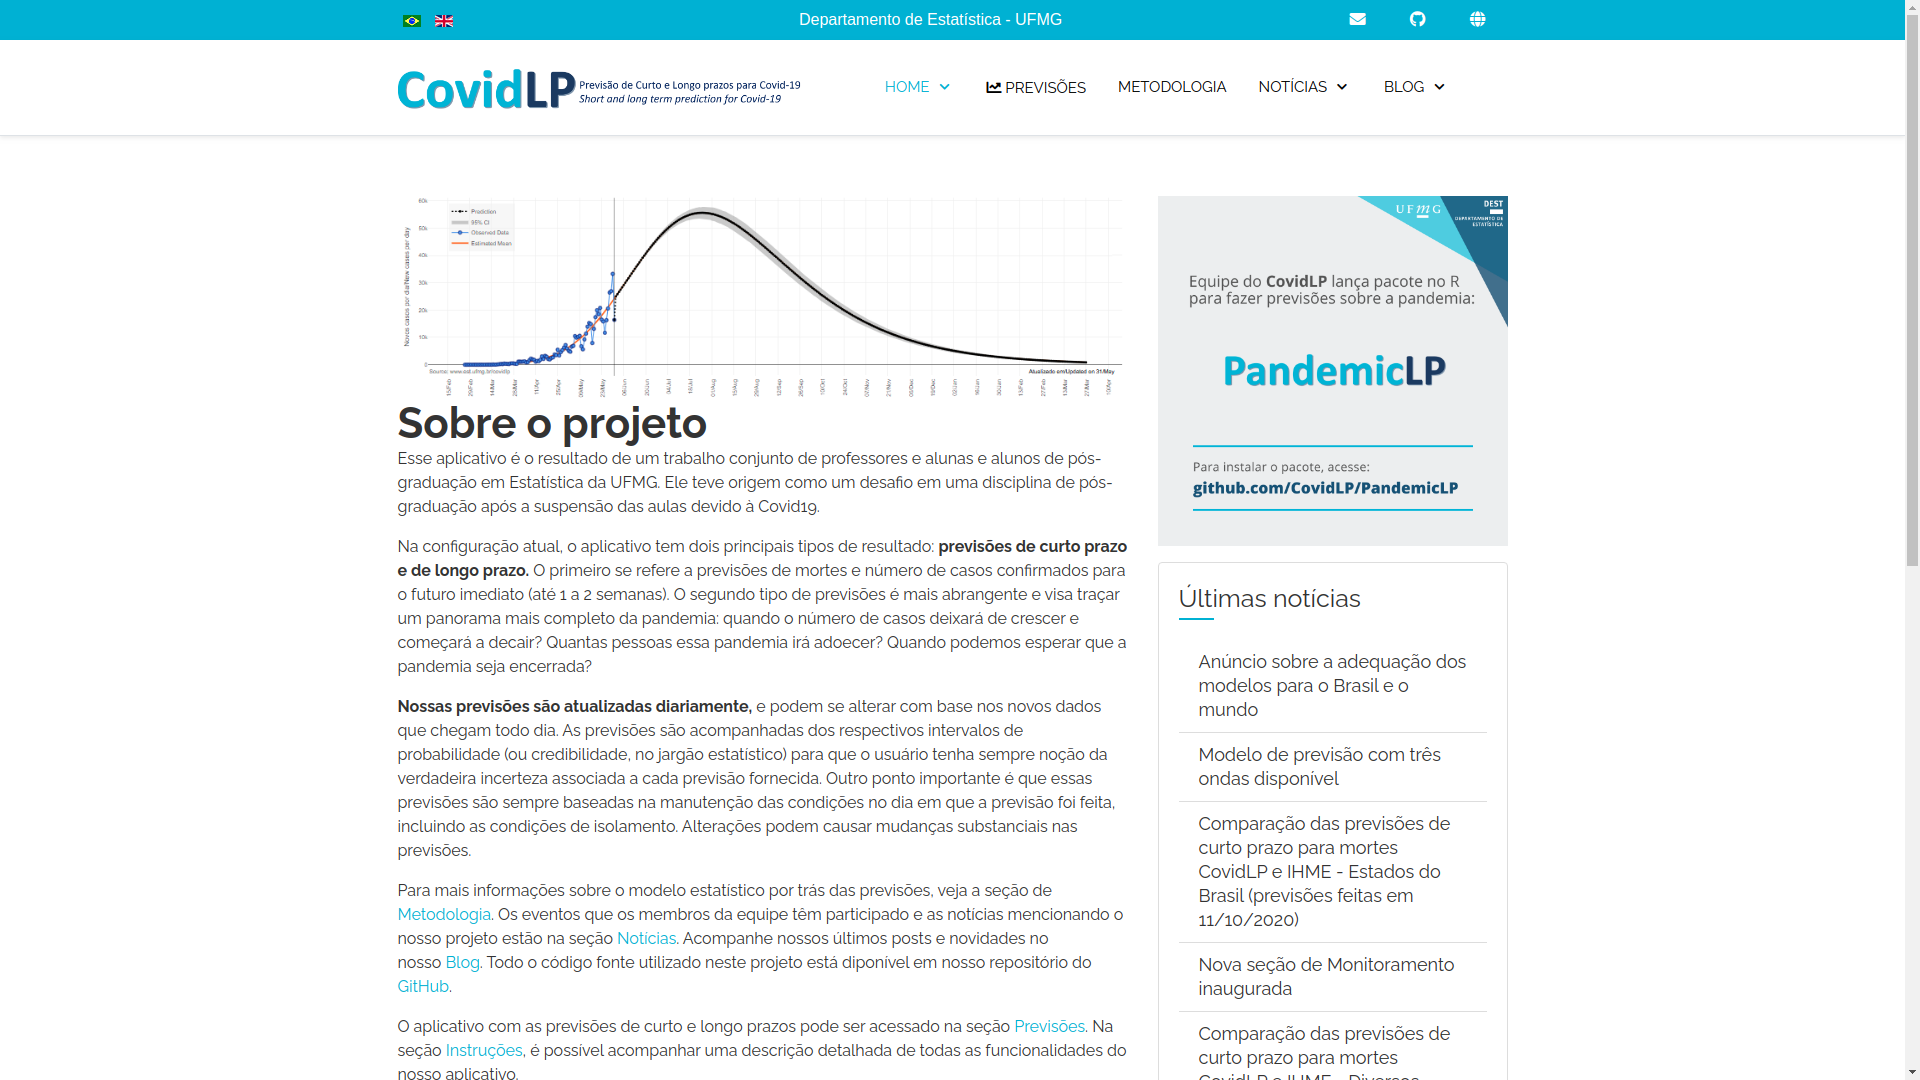 Departamento de Estatística - UFMG
CovidLP Previsão de Curto e Longo prazos para Covid-19
Short and long term prediction for Covid-19
HOME
PREVISÕES
METODOLOGIA
NOTÍCIAS
BLOG
60k
50k
40k
30k
20k
10k
0
Novos casos por dia/New cases per day
Prediction
95% CI
Observed Data
Estimated Mean
Source: www.est.ufmg.br/covidlp
Atualizado em/Updated on 31/May
Sobre o projeto
Esse aplicativo é o resultado de um trabalho conjunto de professores e alunas e alunos de pós-
graduação em Estatística da UFMG. Ele teve origem como um desafio em uma disciplina de pós-
graduação após a suspensão das aulas devido à Covid19.
Na configuração atual, o aplicativo tem dois principais tipos de resultado: previsões de curto prazo
e de longo prazo. O primeiro se refere a previsões de mortes e número de casos confirmados para
o futuro imediato (até 1 a 2 semanas). O segundo tipo de previsões é mais abrangente e visa traçar
um panorama mais completo da pandemia: quando o número de casos deixará de crescer e
começará a decair? Quantas pessoas essa pandemia irá adoecer? Quando podemos esperar que a
pandemia seja encerrada?
Nossas previsões são atualizadas diariamente, e podem se alterar com base nos novos dados
que chegam todo dia. As previsões são acompanhadas dos respectivos intervalos de
probabilidade (ou credibilidade, no jargão estatístico) para que o usuário tenha sempre noção da
verdadeira incerteza associada a cada previsão fornecida. Outro ponto importante é que essas
previsões são sempre baseadas na manutenção das condições no dia em que a previsão foi feita,
incluindo as condições de isolamento. Alterações podem causar mudanças substanciais nas
previsões.
Para mais informações sobre o modelo estatístico por trás das previsões, veja a seção de
Metodologia. Os eventos que os membros da equipe têm participado e as notícias mencionando o
nosso projeto estão na seção Notícias. Acompanhe nossos últimos posts e novidades no
nosso Blog. Todo o código fonte utilizado neste projeto está diponível em nosso repositório do
GitHub.
O aplicativo com as previsões de curto e longo prazos pode ser acessado na seção Previsões. Na
seção Instruções, é possível acompanhar uma descrição detalhada de todas as funcionalidades do
nosso aplicativo.
UFMG
DEST
DEPARTAMENTO DE
ESTATÍSTICA
Equipe do CovidLP lança pacote no R
para fazer previsões sobre a pandemia:
PandemicLP
Para instalar o pacote, acesse:
github.com/CovidLP/PandemicLP
Últimas notícias
Anúncio sobre a adequação dos
modelos para o Brasil e o
mundo
Modelo de previsão com três
ondas disponível
Comparação das previsões de
curto prazo para mortes
CovidLP e IHME - Estados do
Brasil (previsões feitas em
11/10/2020)
Nova seção de Monitoramento
inaugurada
Comparação das previsões de
curto prazo para mortes
CovidLP e IHME - Diversos